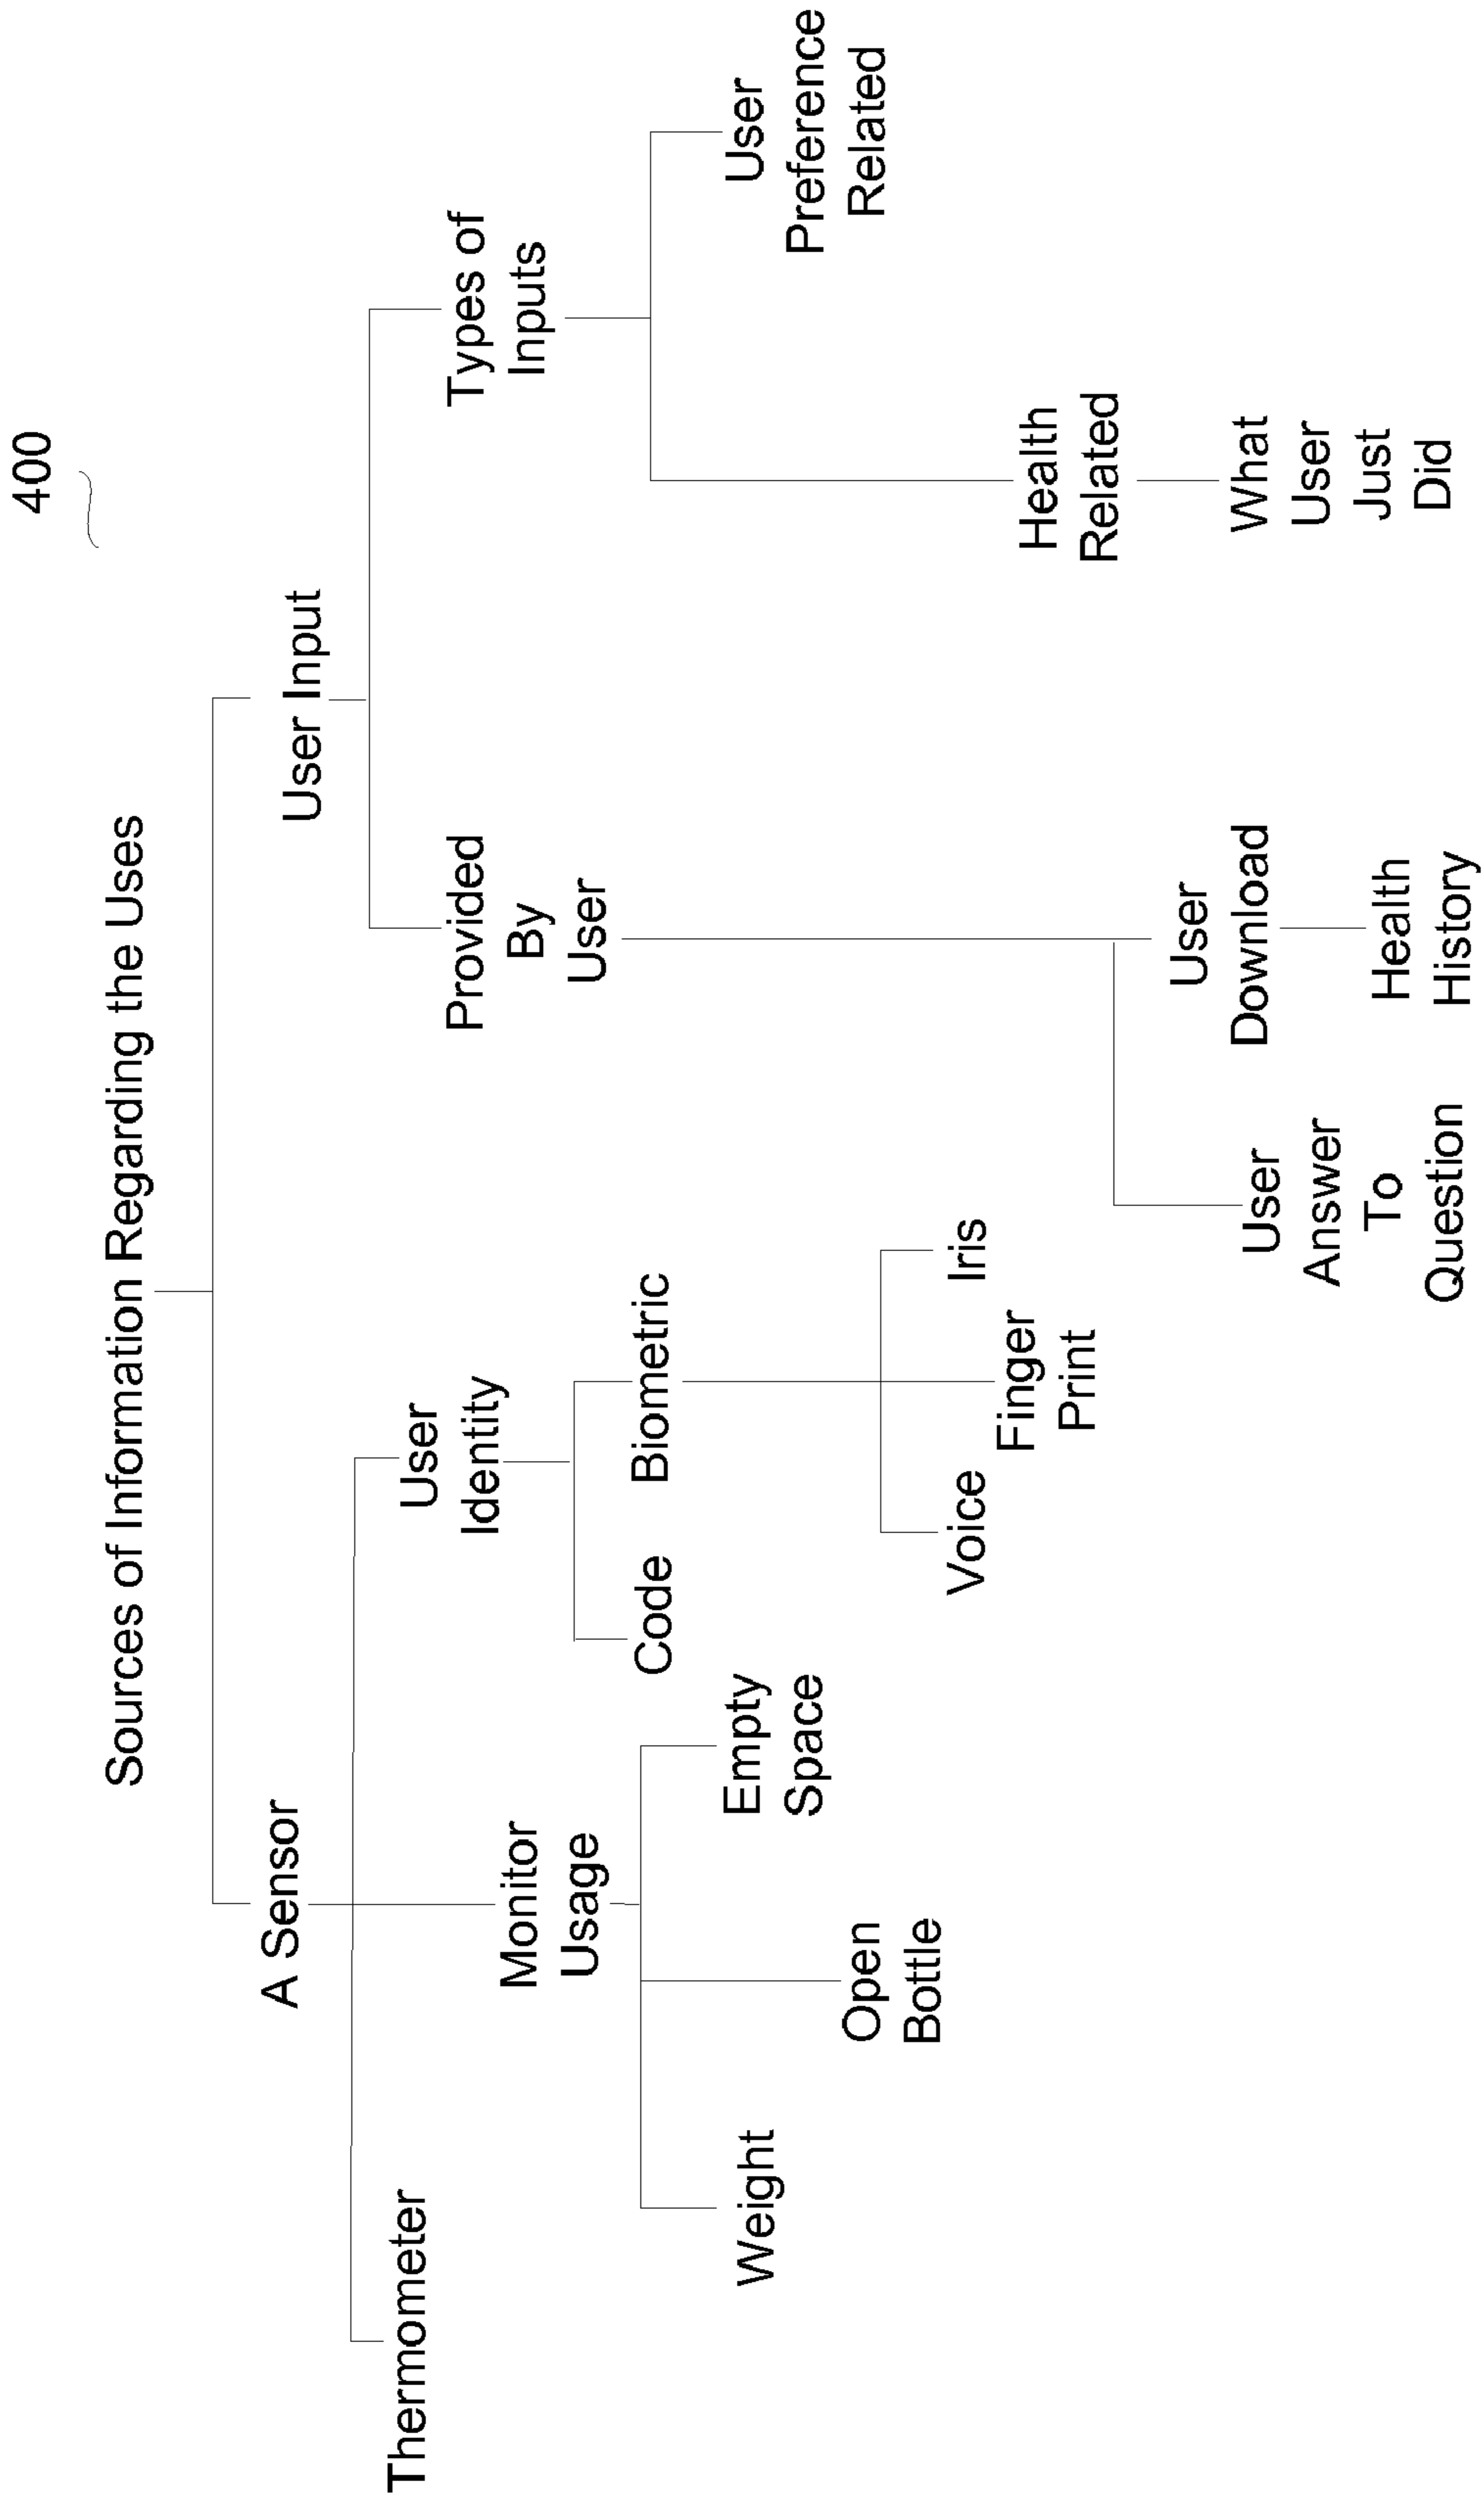 400
Sources of Information Regarding the Uses
A Sensor
User Input
Thermometer
Monitor
Usage
User
Identity
Provided
By
User
Types of
Inputs
Weight
Open
Bottle
Empty
Space
Code
Biometric
Voice
Finger
Print
Iris
User
Answer
To
Question
User
Download
Health
History
Health
Related
What
User
Just
Did
User
Preference
Related